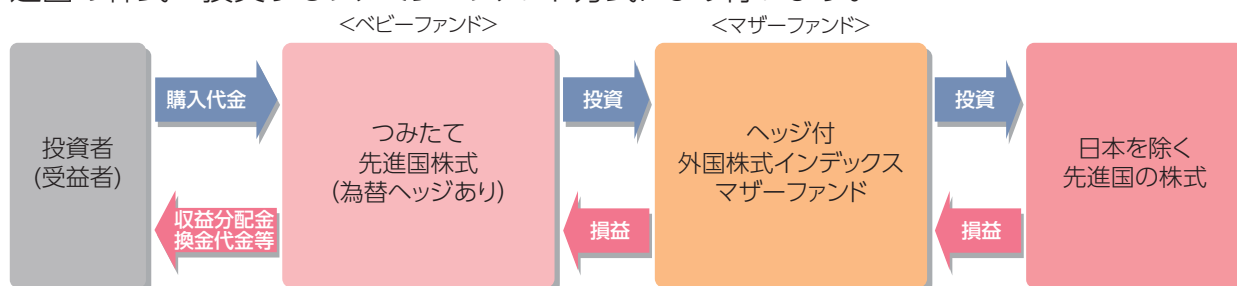 <ベビーファンド>
<マザーファンド>
投資者
(受益者)
購入代金
収益分配金
換金代金等
つみたて
先進国株式
(為替ヘッジあり)
投資
損益
ヘッジ付
外国株式インデックス
マザーファンド
投資
損益
日本を除く
先進国の株式